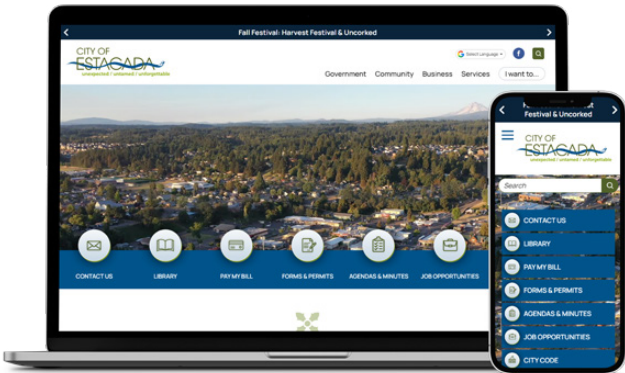 Fall Festival: Harvest Festival & Uncorked
CITY OF
ESTACADA
unexpected / untamed / unforgettable
Select Language
Government Community Business Services I want to...
CONTACT US LIBRARY PAY MY BILL FORMS & PERMITS AGENDAS & MINUTES JOB OPPORTUNITIES
Festival & Uncorked
CITY OF
ESTACADA
unexpected / untamed / unforgettable
Search
CONTACT US
LIBRARY
PAY MY BILL
FORMS & PERMITS
AGENDAS & MINUTES
JOB OPPORTUNITIES
CITY CODE